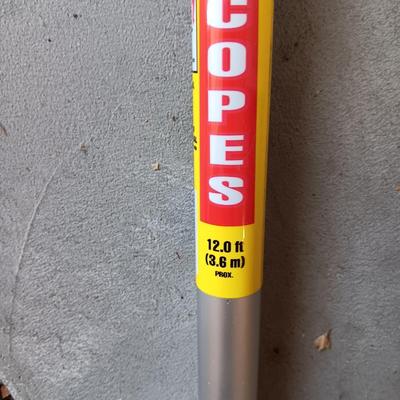 COPES
12.0 ft
(3.6 m)
PROX.